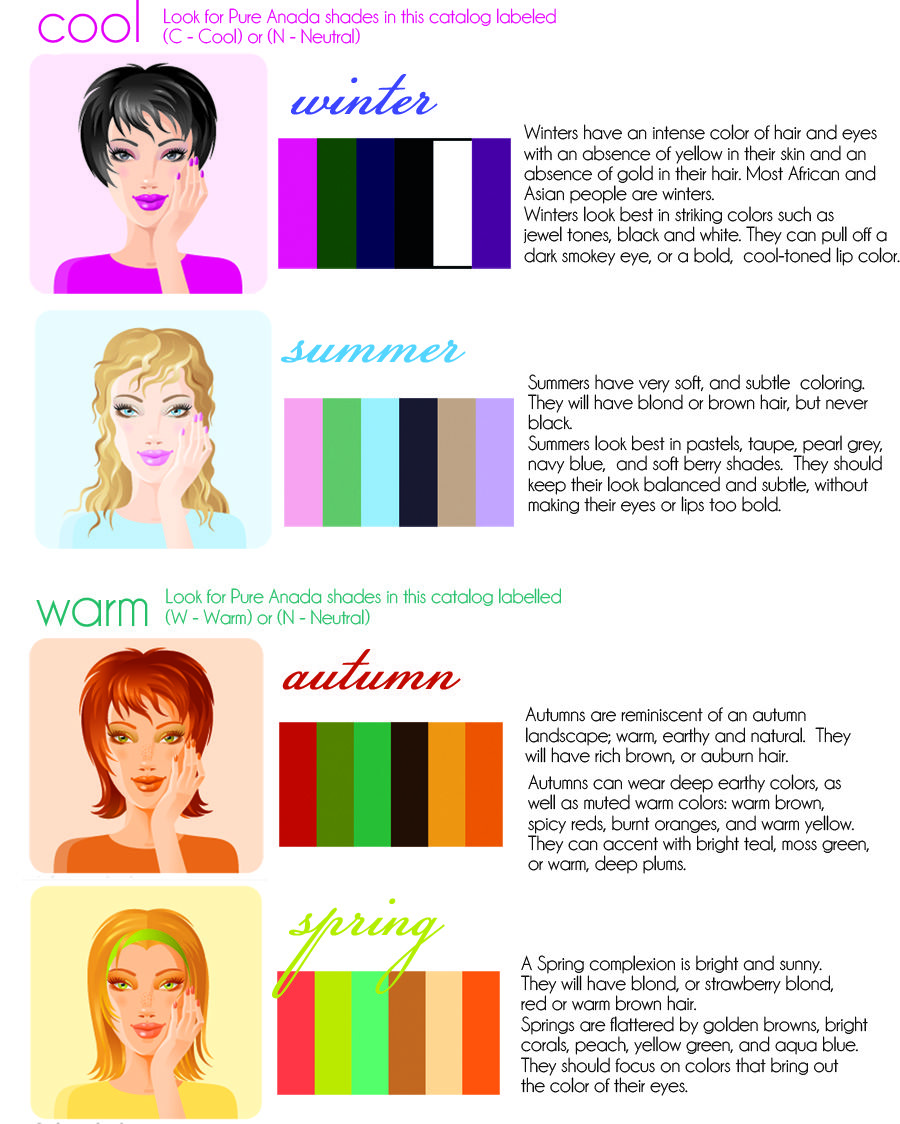 cool
Look for Pure Anada shades in this catalog labeled
(C - Cool) or (N - Neutral)
winter
Winters have an intense color of hair and eyes
with an absence of yellow in their skin and an
absence of gold in their hair. Most African and
Asian people are winters.
Winters look best in striking colors such as
jewel tones, black and white. They can pull off a
dark smokey eye, or a bold,  cool-toned lip color.
summer
Summers have very soft, and subtle  coloring.
They will have blond or brown hair, but never
black.
Summers look best in pastels, taupe, pearl grey,
navy blue,  and soft berry shades.  They should
keep their look balanced and subtle, without
making their eyes or lips too bold.
warm
Look for Pure Anada shades in this catalog labelled
(W - Warm) or (N - Neutral)
autumn
Autumns are reminiscent of an autumn
landscape; warm, earthy and natural.  They
will have rich brown, or auburn hair.
Autumns can wear deep earthy colors, as
well as muted warm colors: warm brown,
spicy reds, burnt oranges, and warm yellow.
They can accent with bright teal, moss green,
or warm, deep plums.
spring
A Spring complexion is bright and sunny.
They will have blond, or strawberry blond,
red or warm brown hair.
Springs are flattered by golden browns, bright
corals, peach, yellow green, and aqua blue.
They should focus on colors that bring out
the color of their eyes.